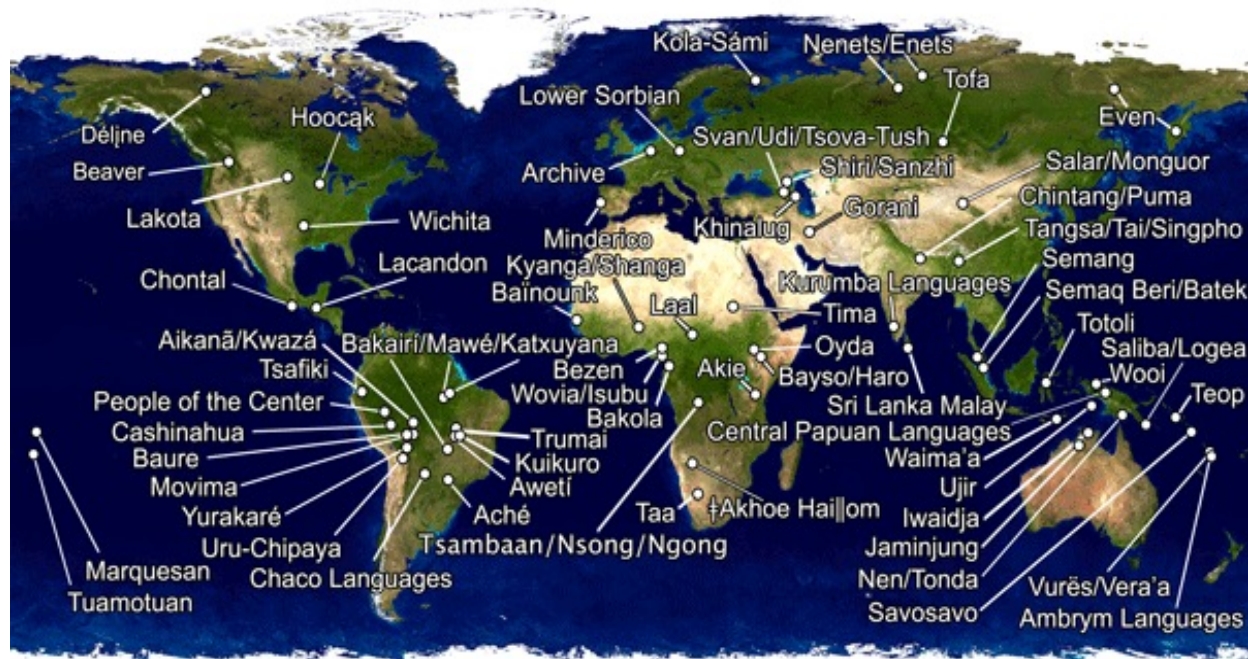 Kola-Sámi
Nenets/Enets
Tofa
Lower Sorbian
Hoocąk
Even
Délįne
Svan/Udi/Tsova-Tush
Beaver
Archive
Shiri/Sanzhi
Salar/Monguor
Chintang/Puma
Lakota
Wichita
Khinalug
Gorani
Minderico
Tangsa/Tai/Singpho
Kyanga/Shanga
Semang
Lacandon
Chontal
Kurumba Languages
Baïnounk
Laal
Tima
Semaq Beri/Batek
Totoli
Aikanã/Kwazá
Bakairí/Mawé/Katxuyana
Oyda
Saliba/Logea
Tsafiki
Bezen
Akie
Bayso/Haro
Wooi
Wovia/Isubu
Teop
People of the Center
Bakola
Sri Lanka Malay
Cashinahua
Trumai
Central Papuan Languages
Baure
Kuikuro
Waima'a
Movima
Awetí
Ujir
Yurakaré
Aché
Taa
ǂAkhoe Haiǁom
Iwaidja
Uru-Chipaya
Tsambaan/Nsong/Ngong
Jaminjung
Marquesan
Chaco Languages
Nen/Tonda
Vurës/Vera'a
Tuamotuan
Savosavo
Ambrym Languages